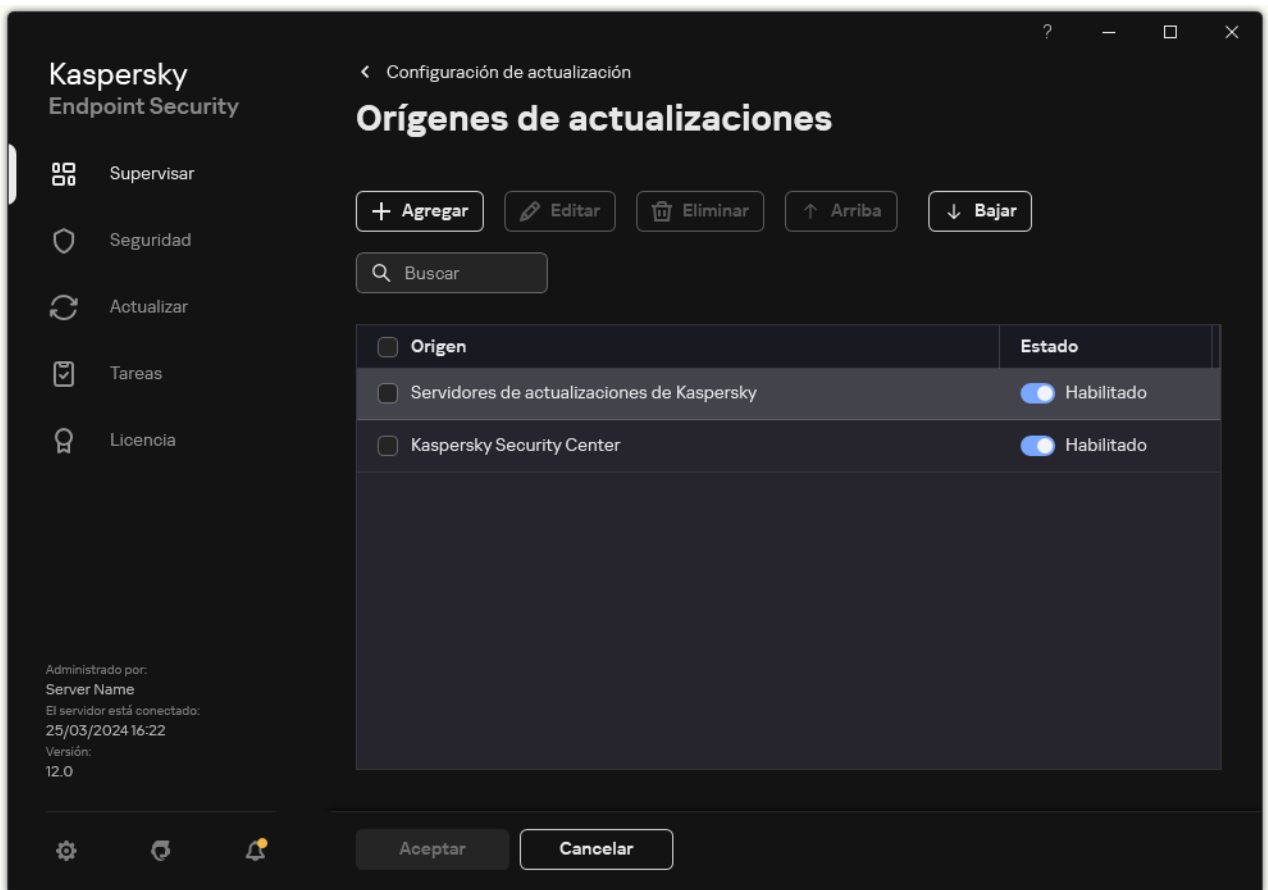 ?
Kaspersky
Endpoint Security
Configuración de actualización
Orígenes de actualizaciones
Supervisar
Seguridad
Actualizar
Tareas
Licencia
Agregar
Editar
Eliminar
Arriba
Bajar
Buscar
Origen Estado
Servidores de actualizaciones de Kaspersky Habilitado
Kaspersky Security Center Habilitado
Administrado por:
Server Name
El servidor está conectado:
25/03/2024 16:22
Versión:
12.0
Aceptar
Cancelar